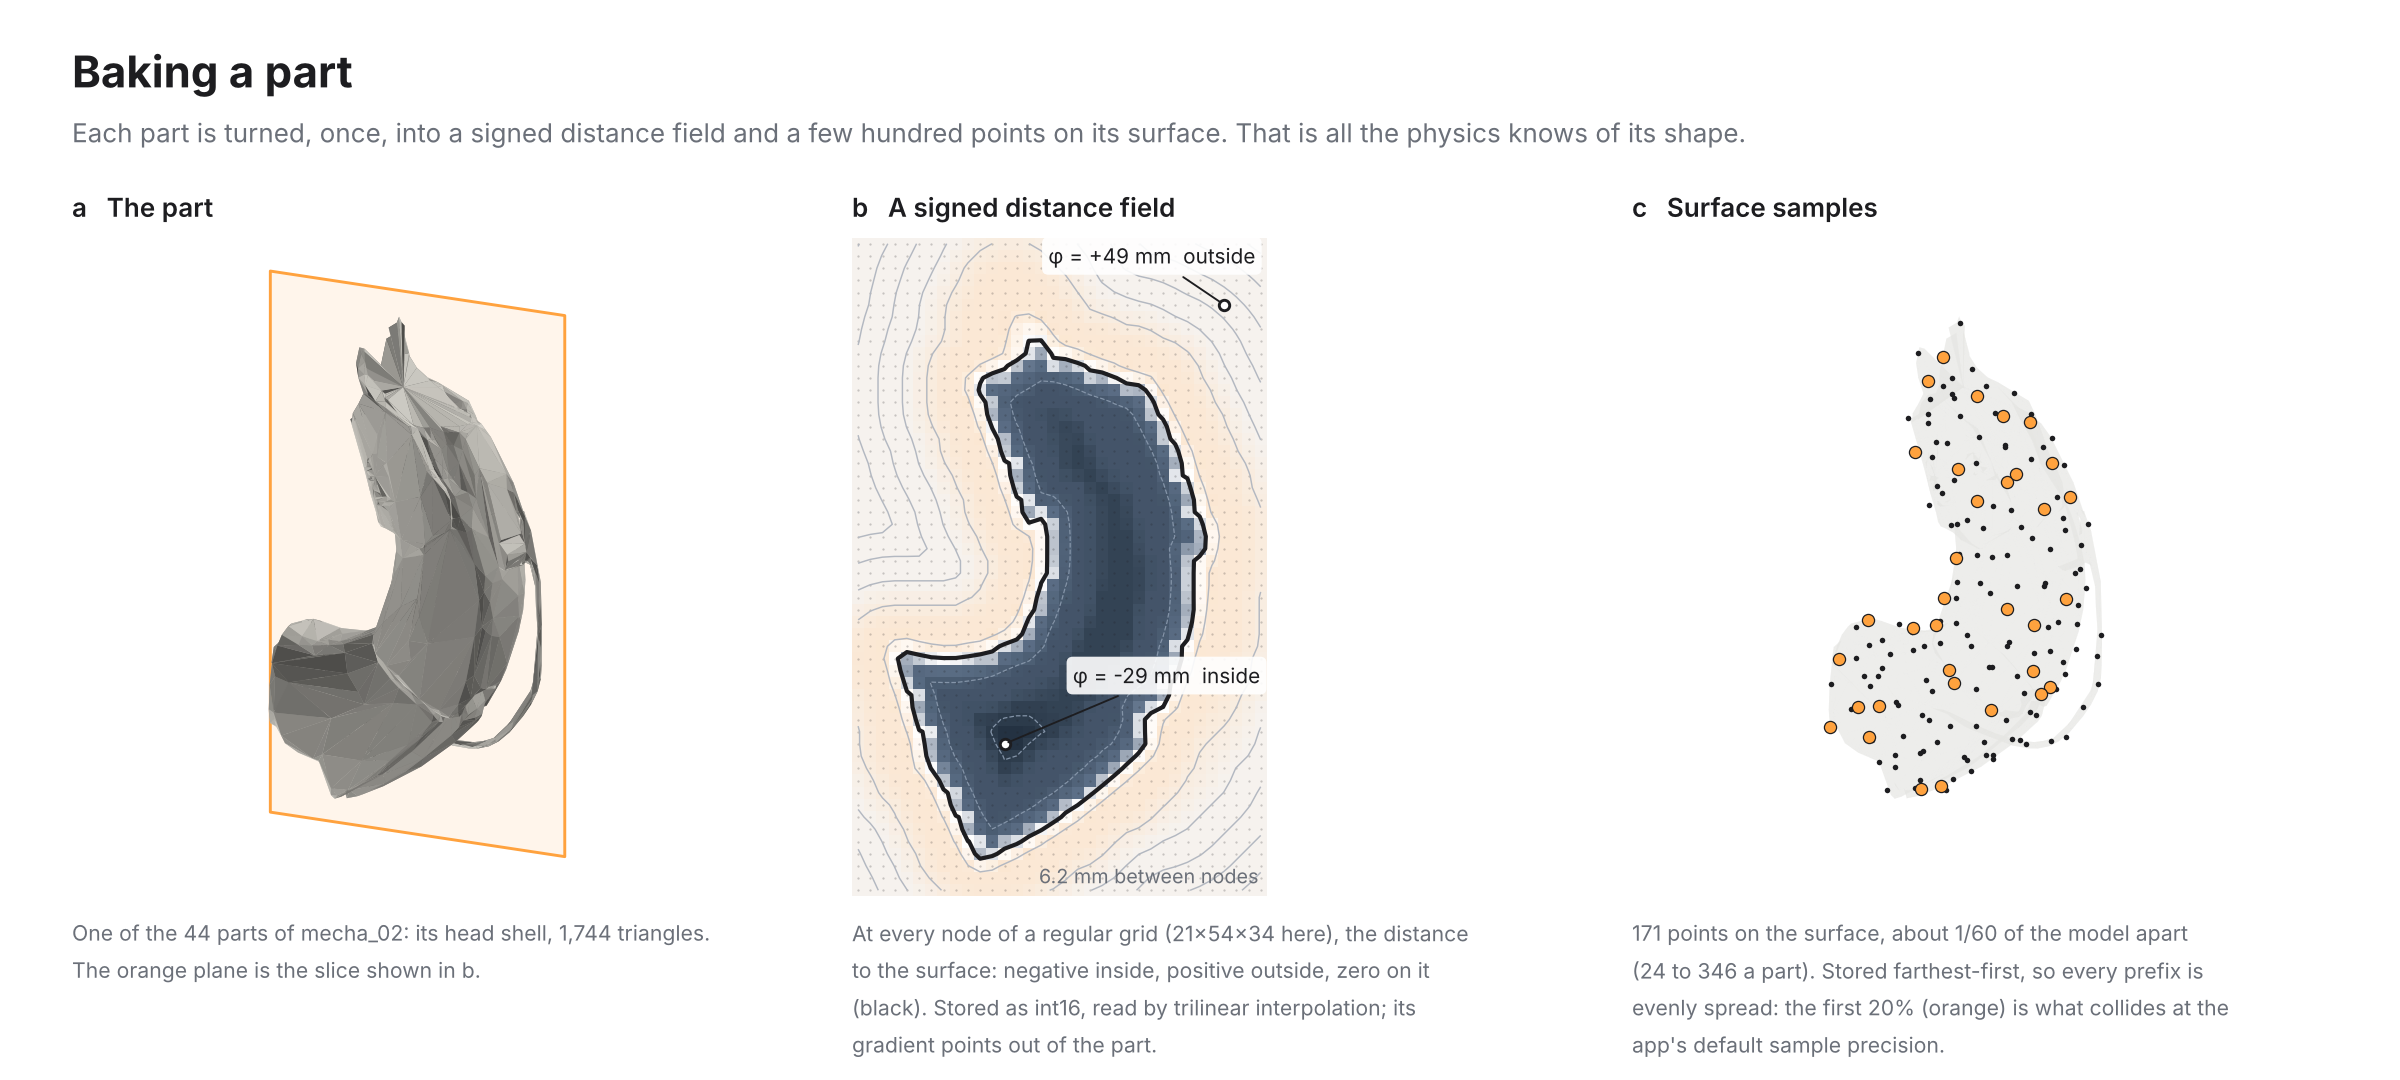 Baking a part
Each part is turned, once, into a signed distance field and a few hundred points on its surface. That is all the physics knows of its shape.
a The part
b A signed distance field
c Surface samples
φ = +49 mm outside
φ = -29 mm inside
6.2 mm between nodes
One of the 44 parts of mecha_02: its head shell, 1,744 triangles.
The orange plane is the slice shown in b.
At every node of a regular grid (21×54×34 here), the distance
to the surface: negative inside, positive outside, zero on it
(black). Stored as int16, read by trilinear interpolation; its
gradient points out of the part.
171 points on the surface, about 1/60 of the model apart
(24 to 346 a part). Stored farthest-first, so every prefix is
evenly spread: the first 20% (orange) is what collides at the
app's default sample precision.